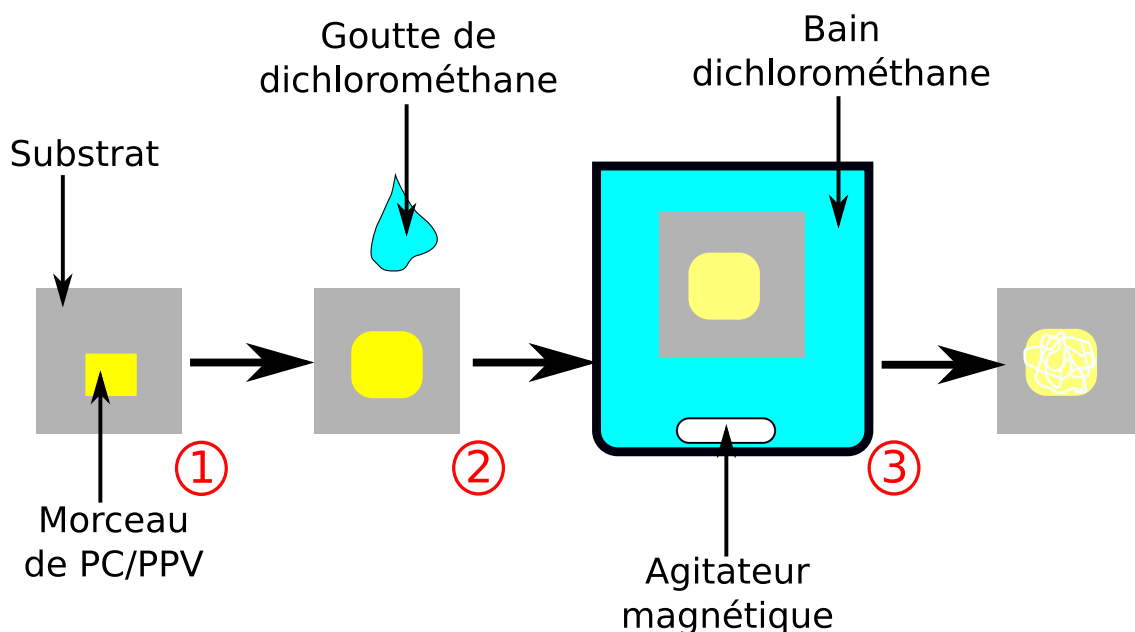 Goutte de
dichlorométhane
Bain
dichlorométhane
Substrat
①
②
③
Morceau
de PC/PPV
Agitateur
magnétique